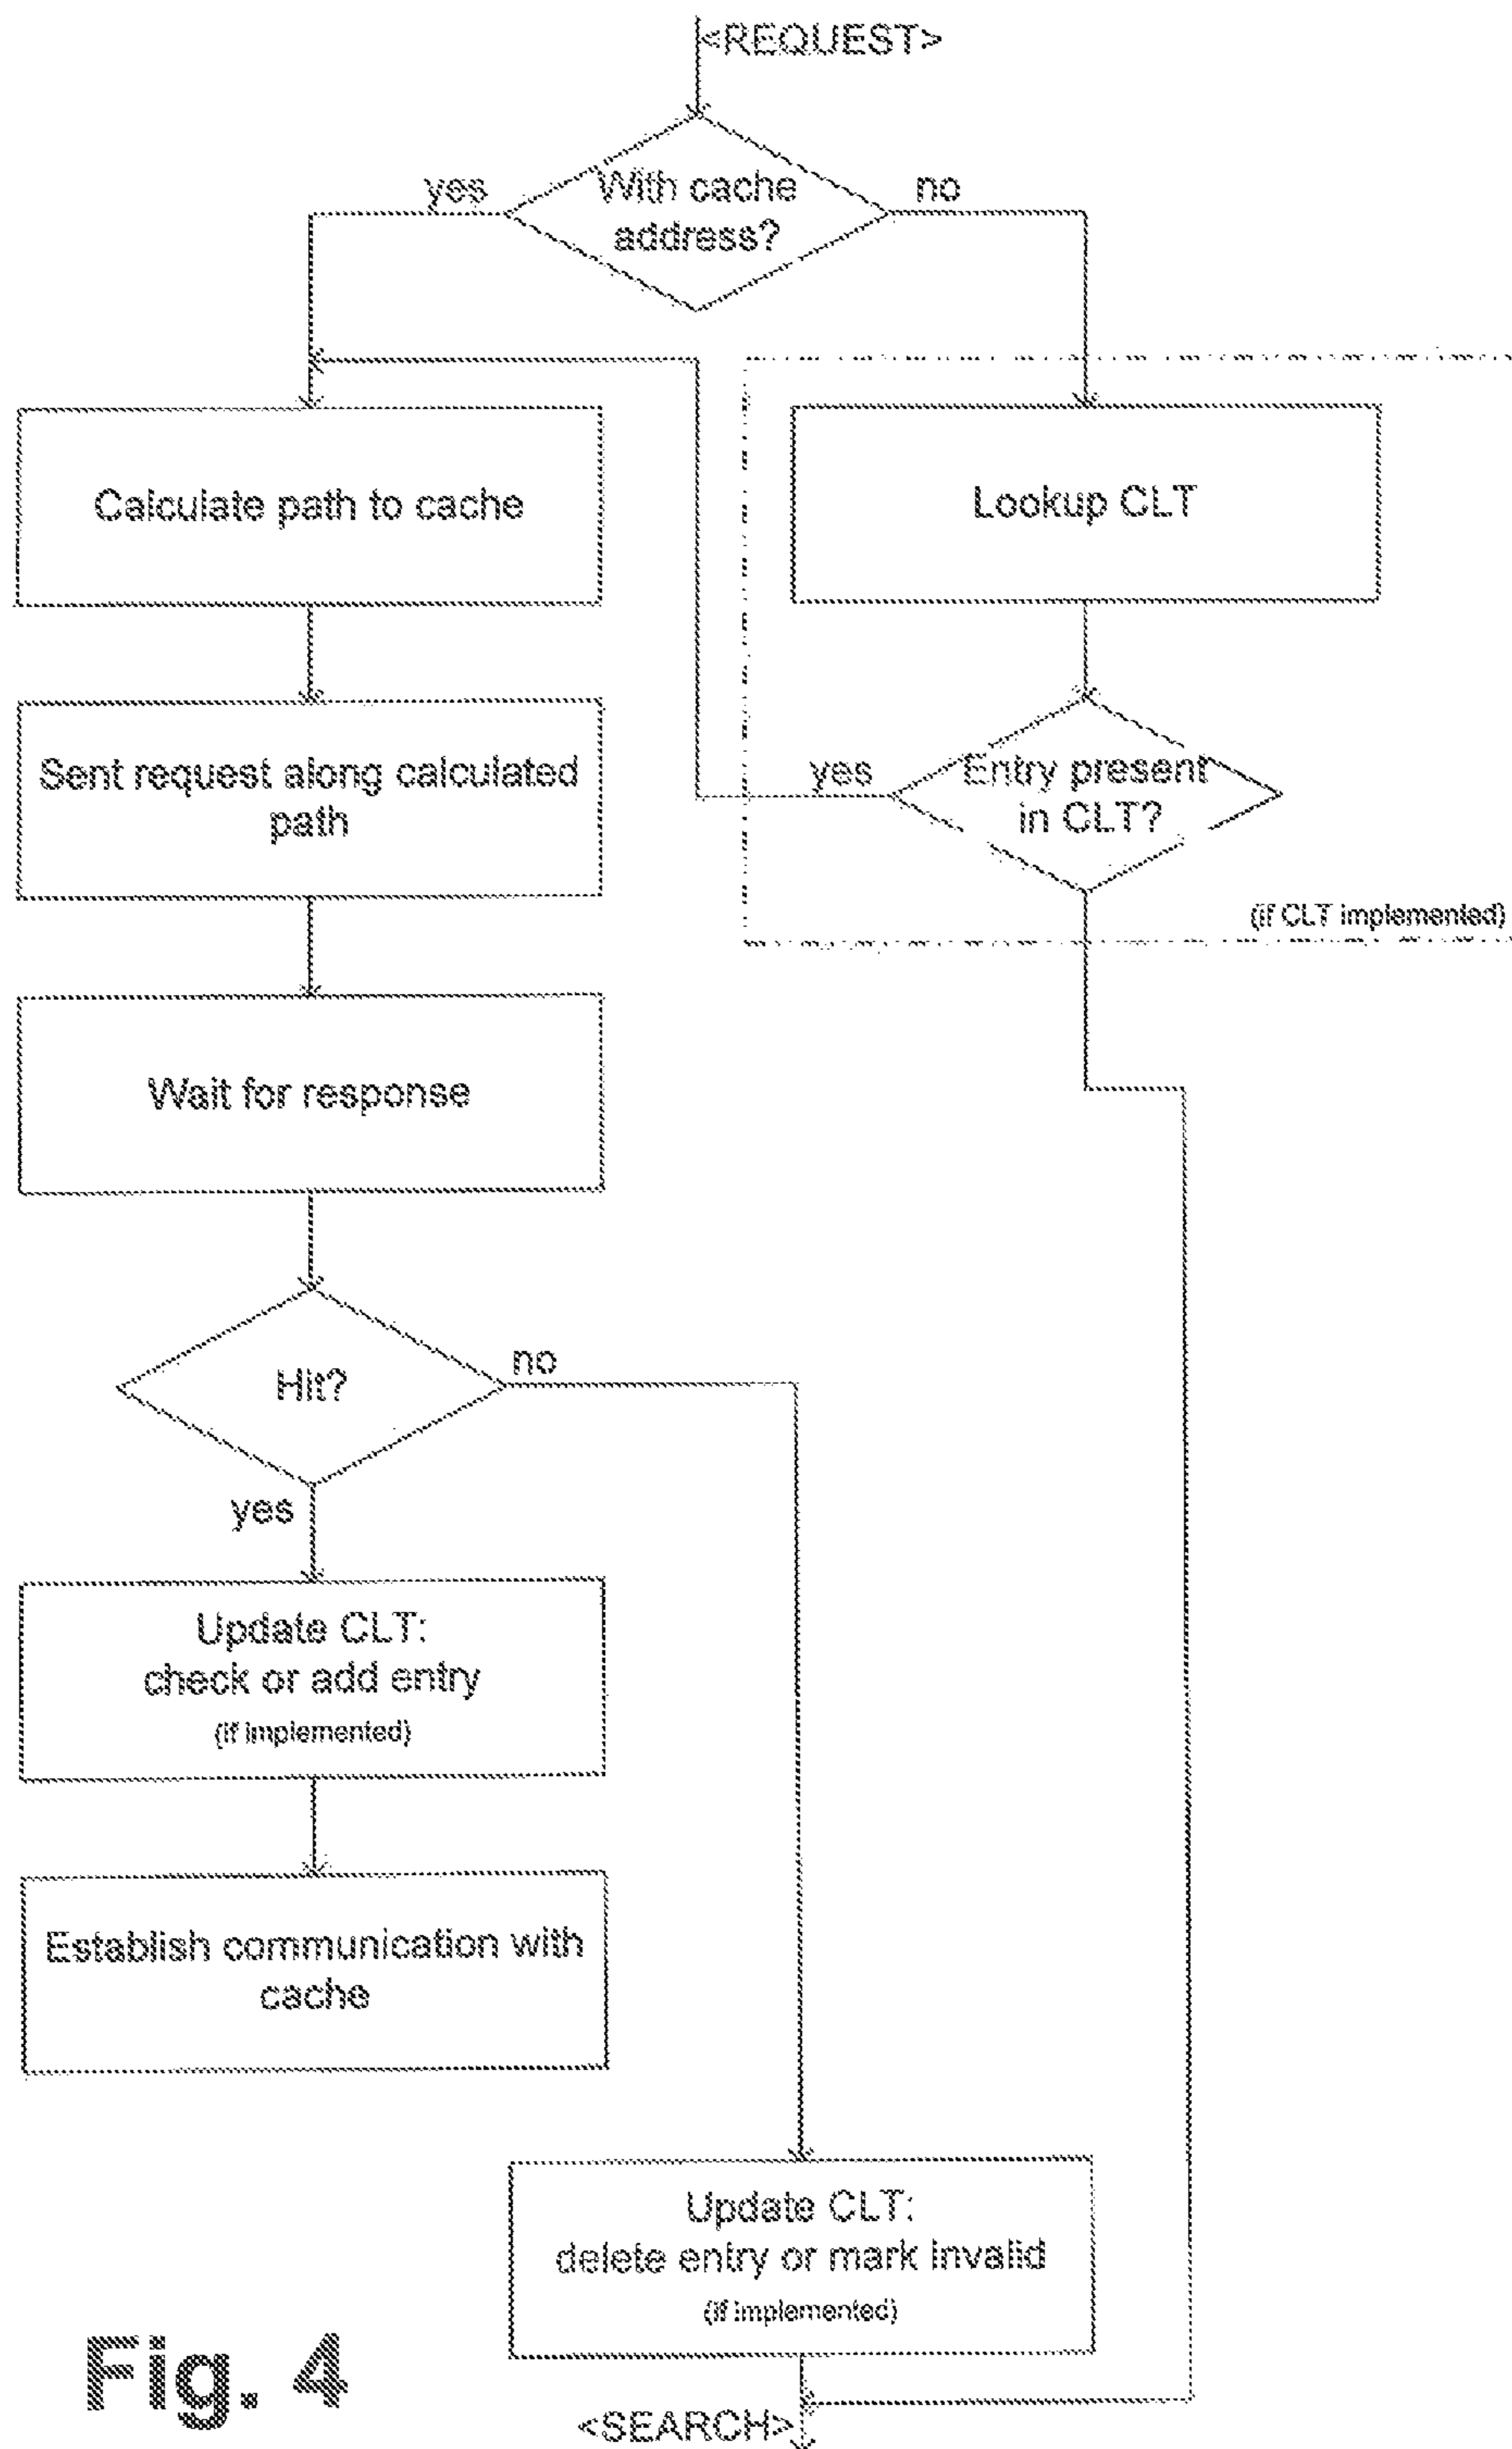 <REQUEST>
yes
With cache
address?
no
Calculate path to cache
Lookup CLT
Sent request along calculated
path
yes
Entry present
in CLT?
(if CLT implemented)
Wait for response
Hit?
no
yes
Update CLT:
check or add entry
(if implemented)
Establish communication with
cache
Update CLT:
delete entry or mark invalid
(if implemented)
Fig. 4
<SEARCH>